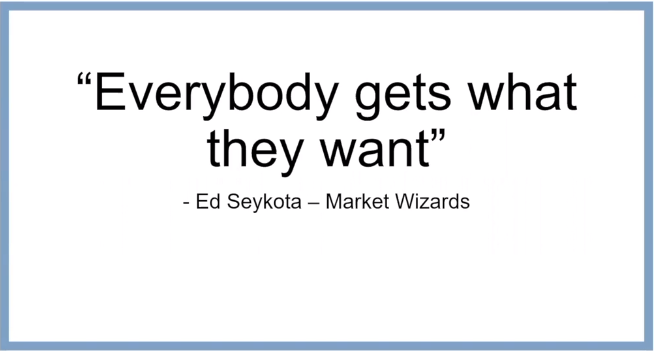 “Everybody gets what
they want”
- Ed Seykota – Market Wizards